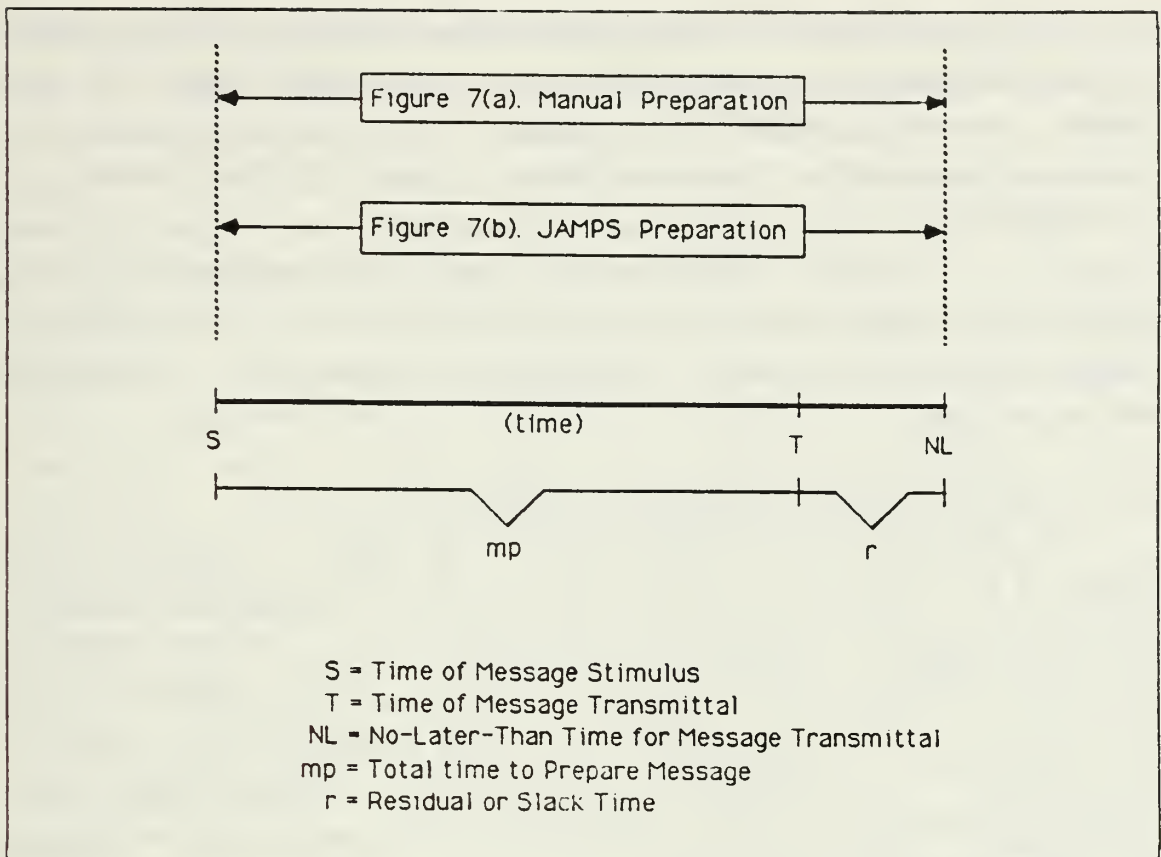 Figure 7(a). Manual Preparation
Figure 7(b). JAMPS Preparation
(time)
S T NL
mp r
S = Time of Message Stimulus
T = Time of Message Transmittal
NL = No-Later-Than Time for Message Transmittal
mp = Total time to Prepare Message
r = Residual or Slack Time